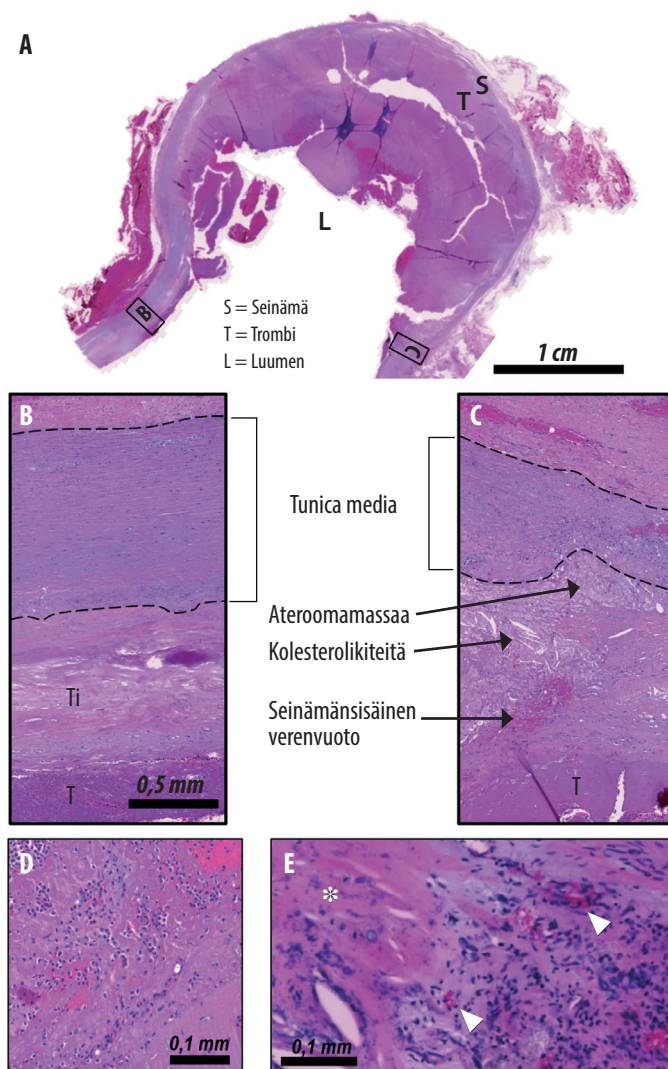 A
S
T
L
B
C
S = Seinämä
T = Trombi
L = Luumen
1 cm
B
C
Tunica media
Ateroomamassaa
Kolesterolikiteitä
Ti
Seinämänsisäinen
verenvuoto
T
0,5 mm
T
D
0,1 mm
E
*
0,1 mm